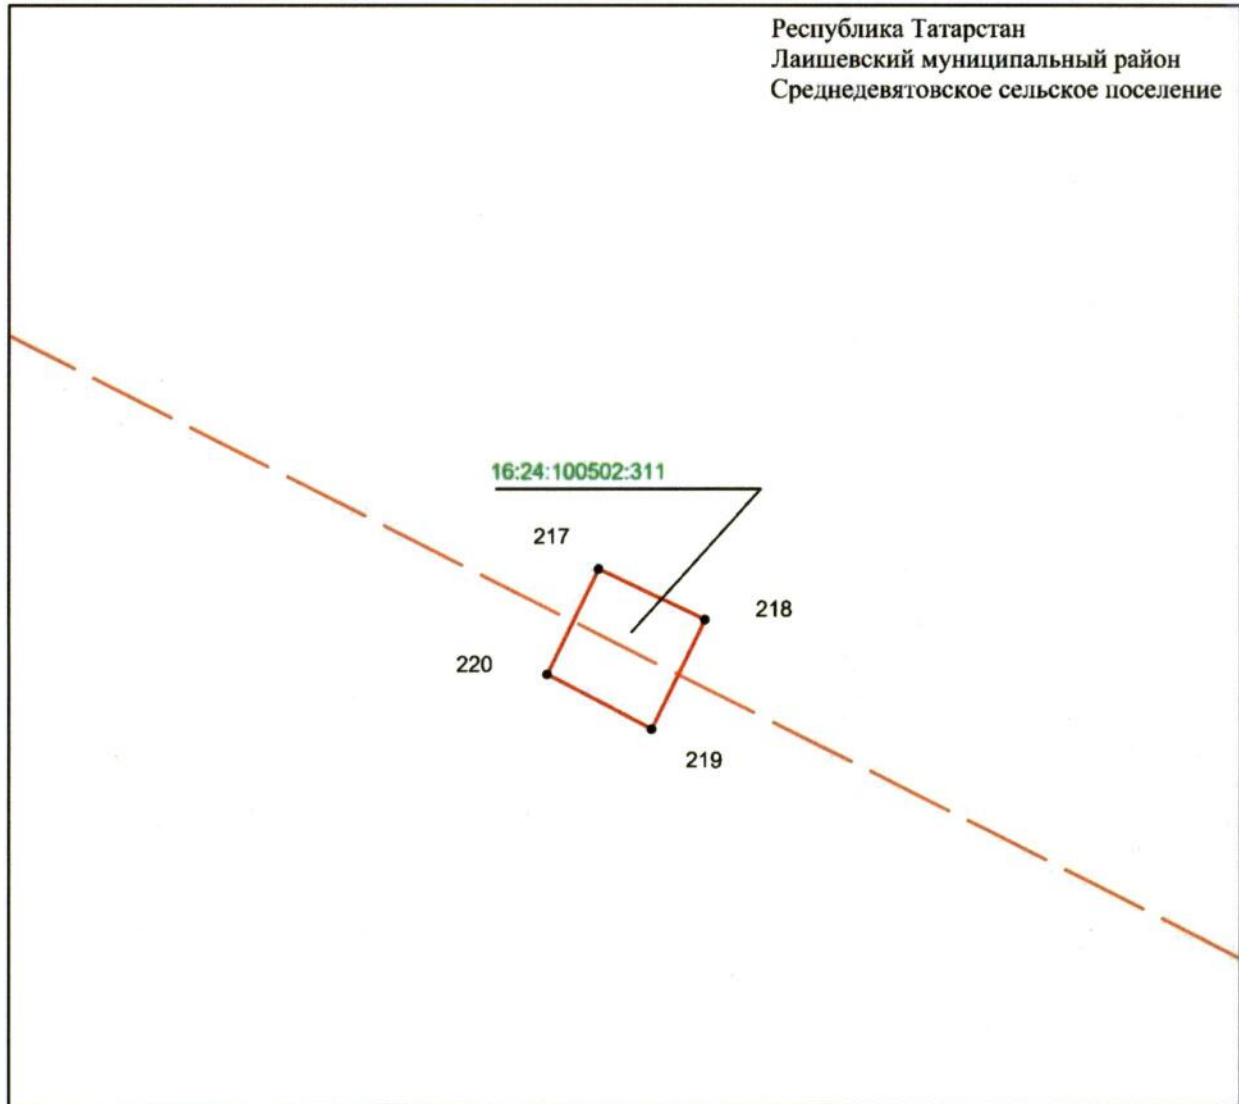 Республика Татарстан
Лаишевский муниципальный район
Среднедевятовское сельское поселение
16:24:100502:311
217
218
220
219